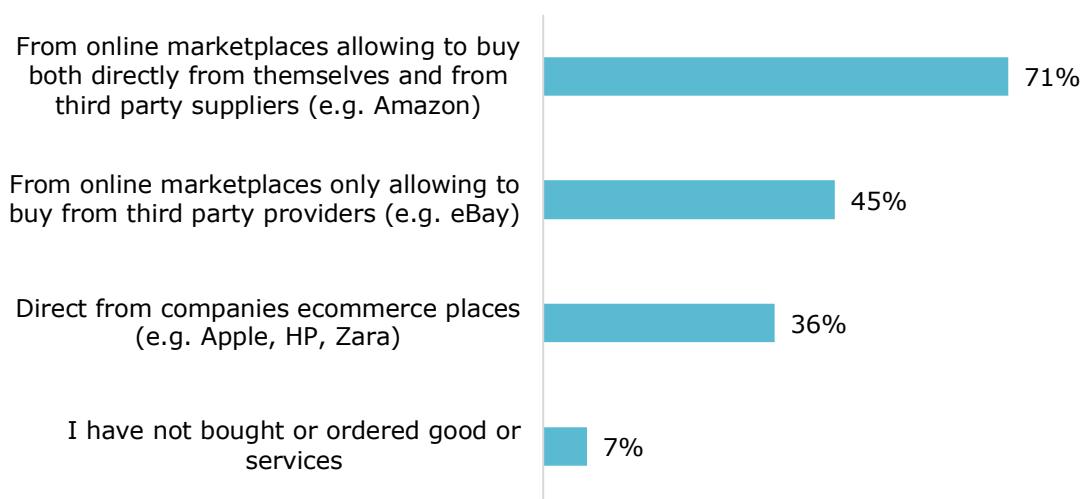 From online marketplaces allowing to buy
both directly from themselves and from
third party suppliers (e.g. Amazon)
71%
From online marketplaces only allowing to
buy from third party providers (e.g. eBay)
45%
Direct from companies ecommerce places
(e.g. Apple, HP, Zara)
36%
I have not bought or ordered good or
services
7%